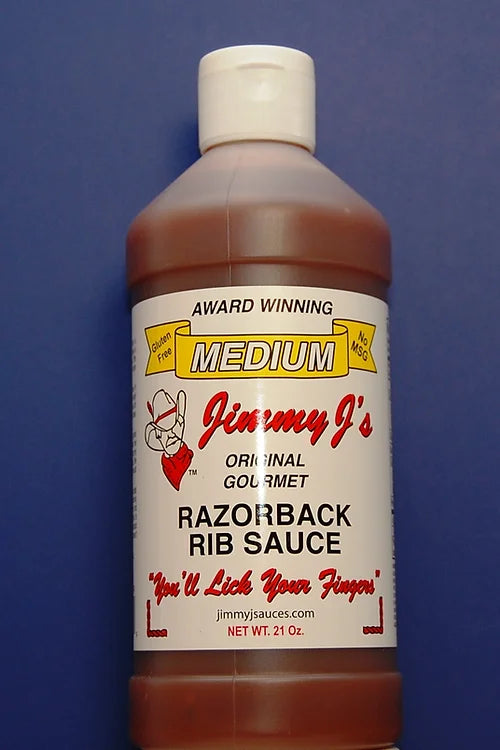 AWARD WINNING
Gluten
Free
MEDIUM
No
MSG
Jimmy J's
TM
ORIGINAL
GOURMET
RAZORBACK
RIB SAUCE
"You'll Lick Your Fingers"
jimmyjsauces.com
NET WT. 21 Oz.